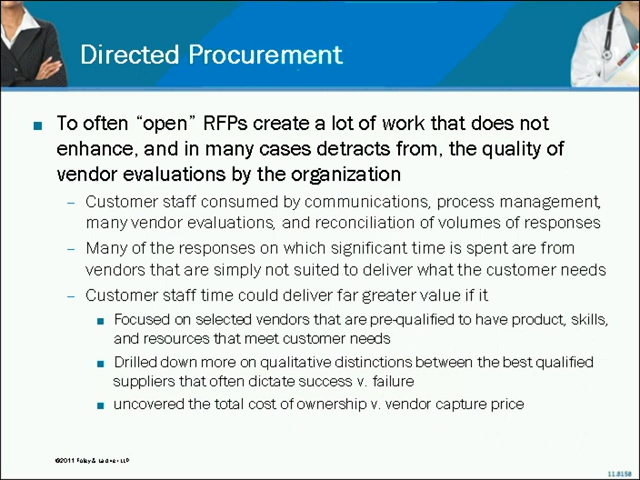 Directed Procurement
■ To often “open” RFPs create a lot of work that does not
enhance, and in many cases detracts from, the quality of
vendor evaluations by the organization
– Customer staff consumed by communications, process management,
many vendor evaluations, and reconciliation of volumes of responses
– Many of the responses on which significant time is spent are from
vendors that are simply not suited to deliver what the customer needs
– Customer staff time could deliver far greater value if it
■ Focused on selected vendors that are pre-qualified to have product, skills,
and resources that meet customer needs
■ Drilled down more on qualitative distinctions between the best qualified
suppliers that often dictate success v. failure
■ uncovered the total cost of ownership v. vendor capture price
©2011 Foley & Lardner LLP
11.8158